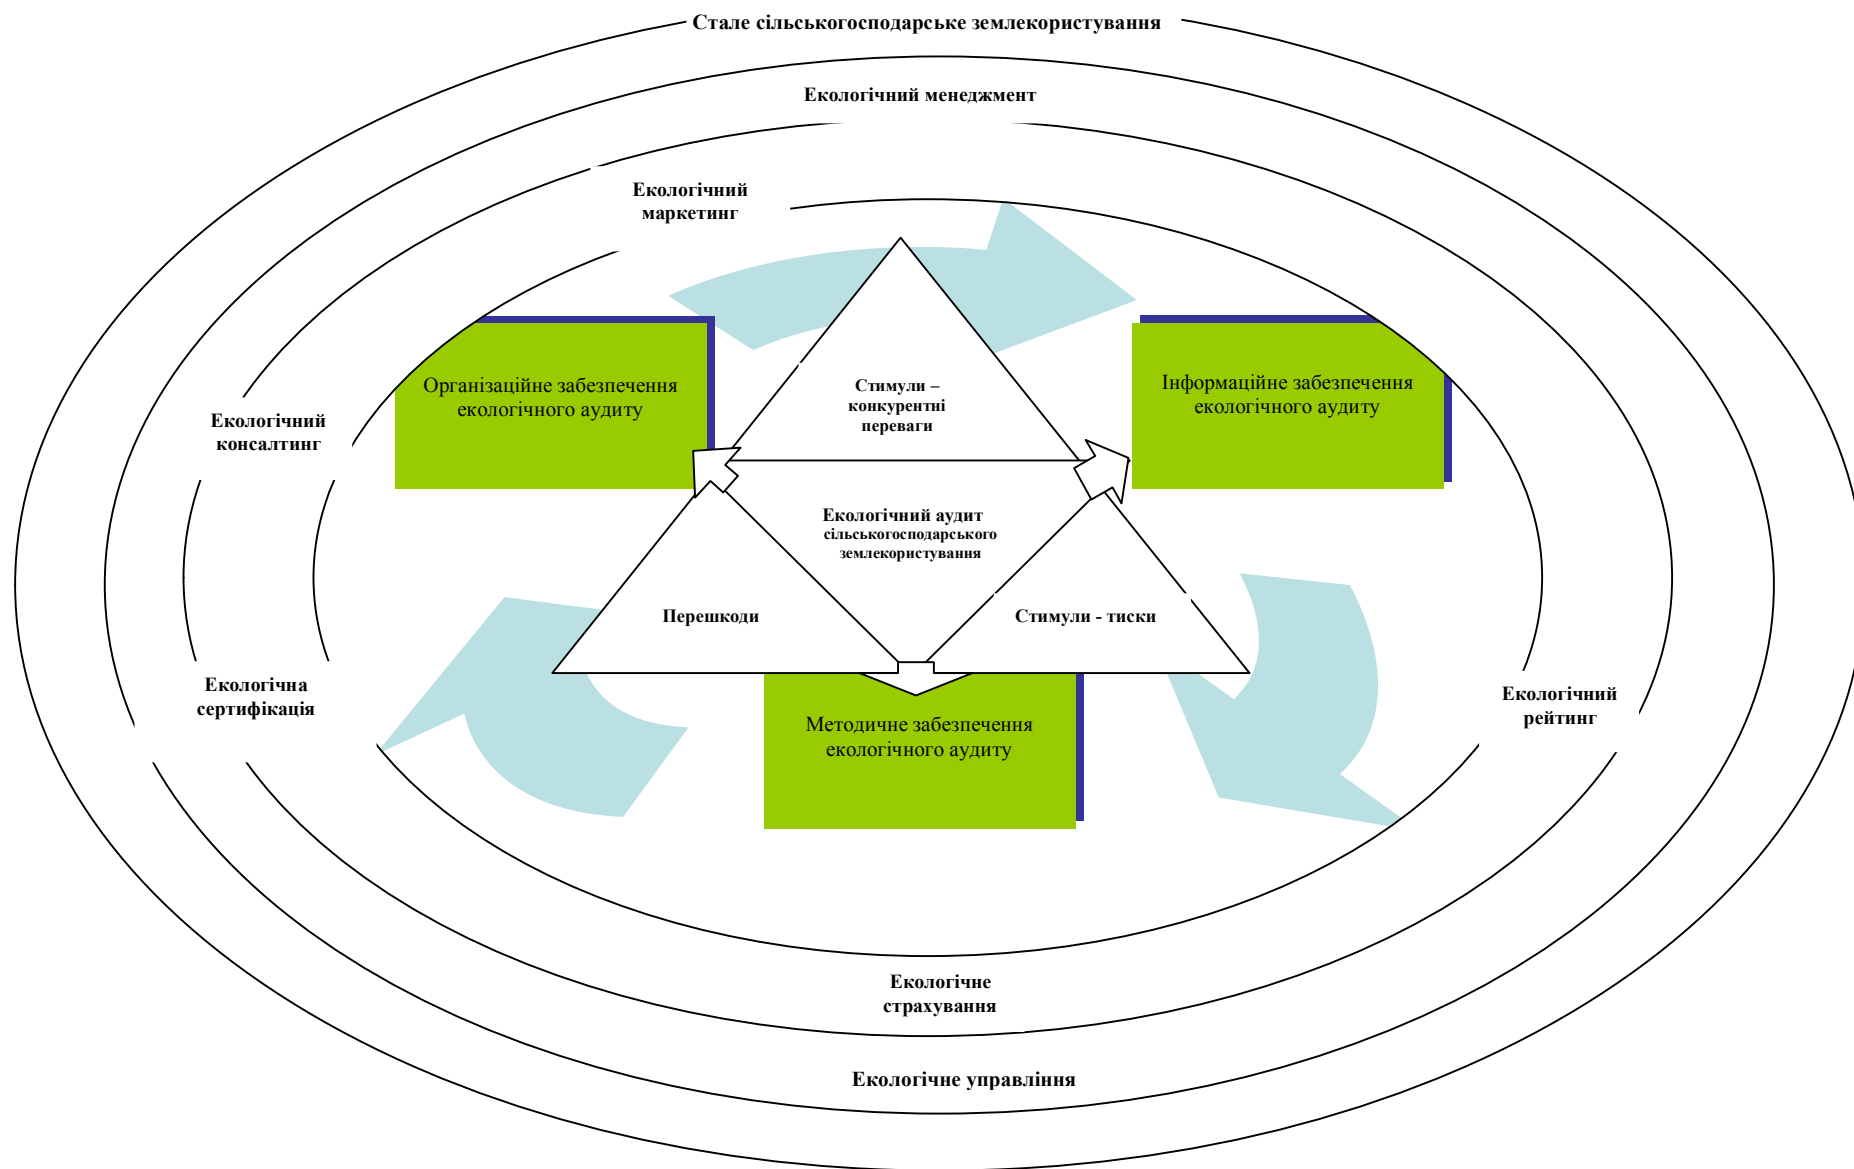 Стале сільськогосподарське землекористування
Екологічний менеджмент
Екологічний
маркетинг
Організаційне забезпечення
екологічного аудиту
Стимули –
конкурентні
переваги
Інформаційне забезпечення
екологічного аудиту
Екологічний
консалтинг
Екологічний аудит
сільськогосподарського
землекористування
Перешкоди
Стимули - тиски
Екологічна
сертифікація
Екологічний
рейтинг
Методичне забезпечення
екологічного аудиту
Екологічне
страхування
Екологічне управління